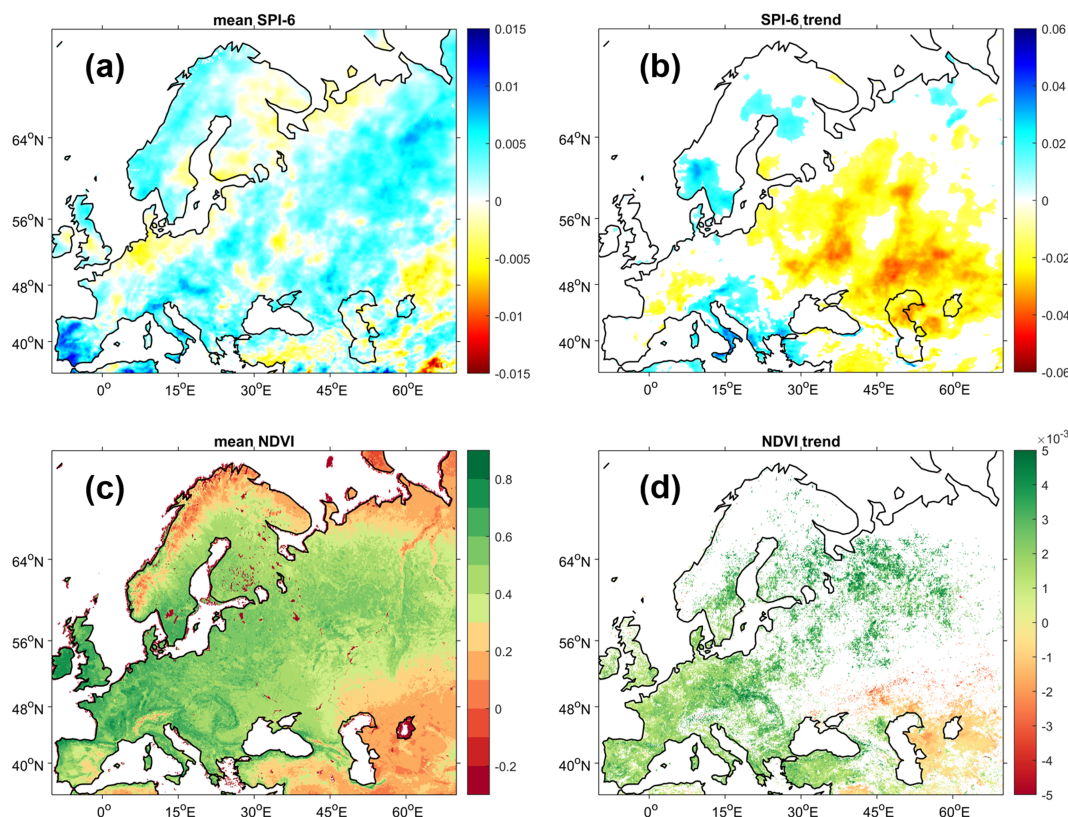 mean SPI-6
(a)
64°N
56°N
48°N
40°N
0°
15°E
30°E
45°E
60°E
0.015
0.01
0.005
0
-0.005
-0.01
-0.015
SPI-6 trend
(b)
64°N
56°N
48°N
40°N
0°
15°E
30°E
45°E
60°E
0.06
0.04
0.02
0
-0.02
-0.04
-0.06
mean NDVI
(c)
64°N
56°N
48°N
40°N
0°
15°E
30°E
45°E
60°E
0.8
0.6
0.4
0.2
0
-0.2
NDVI trend
(d)
64°N
56°N
48°N
40°N
0°
15°E
30°E
45°E
60°E
×10⁻³
5
4
3
2
1
0
-1
-2
-3
-4
-5